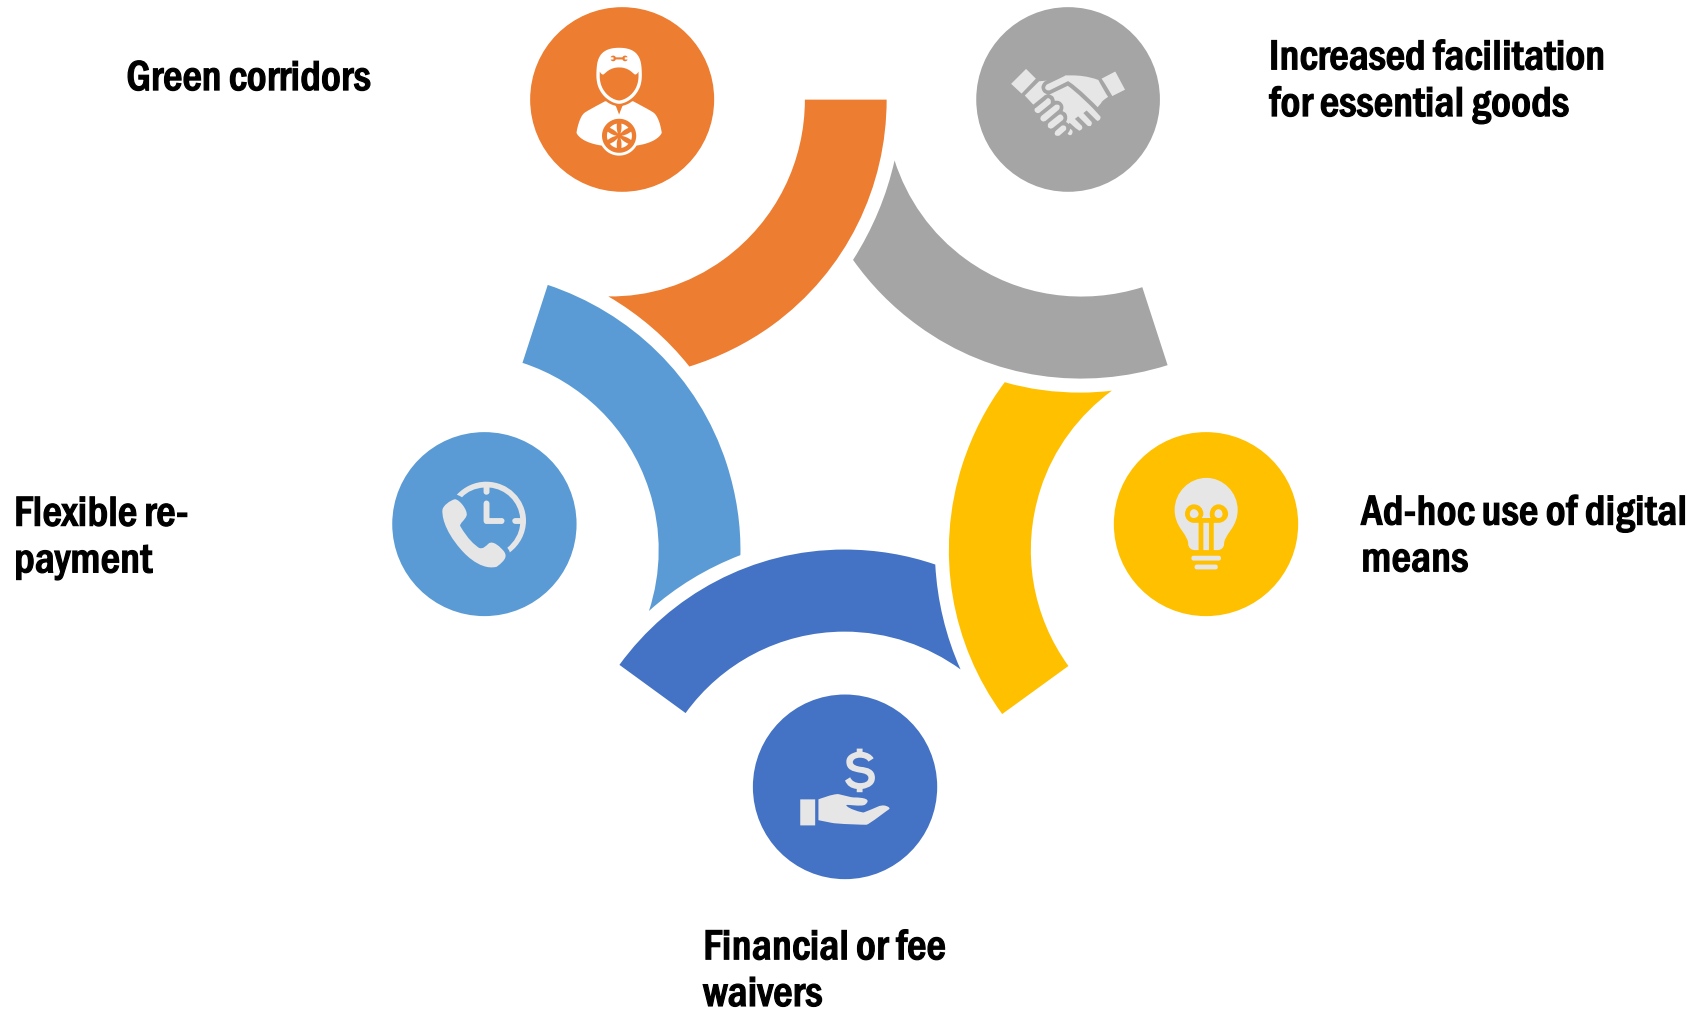 Green corridors
Increased facilitation
for essential goods
Flexible re-
payment
Ad-hoc use of digital
means
$
Financial or fee
waivers